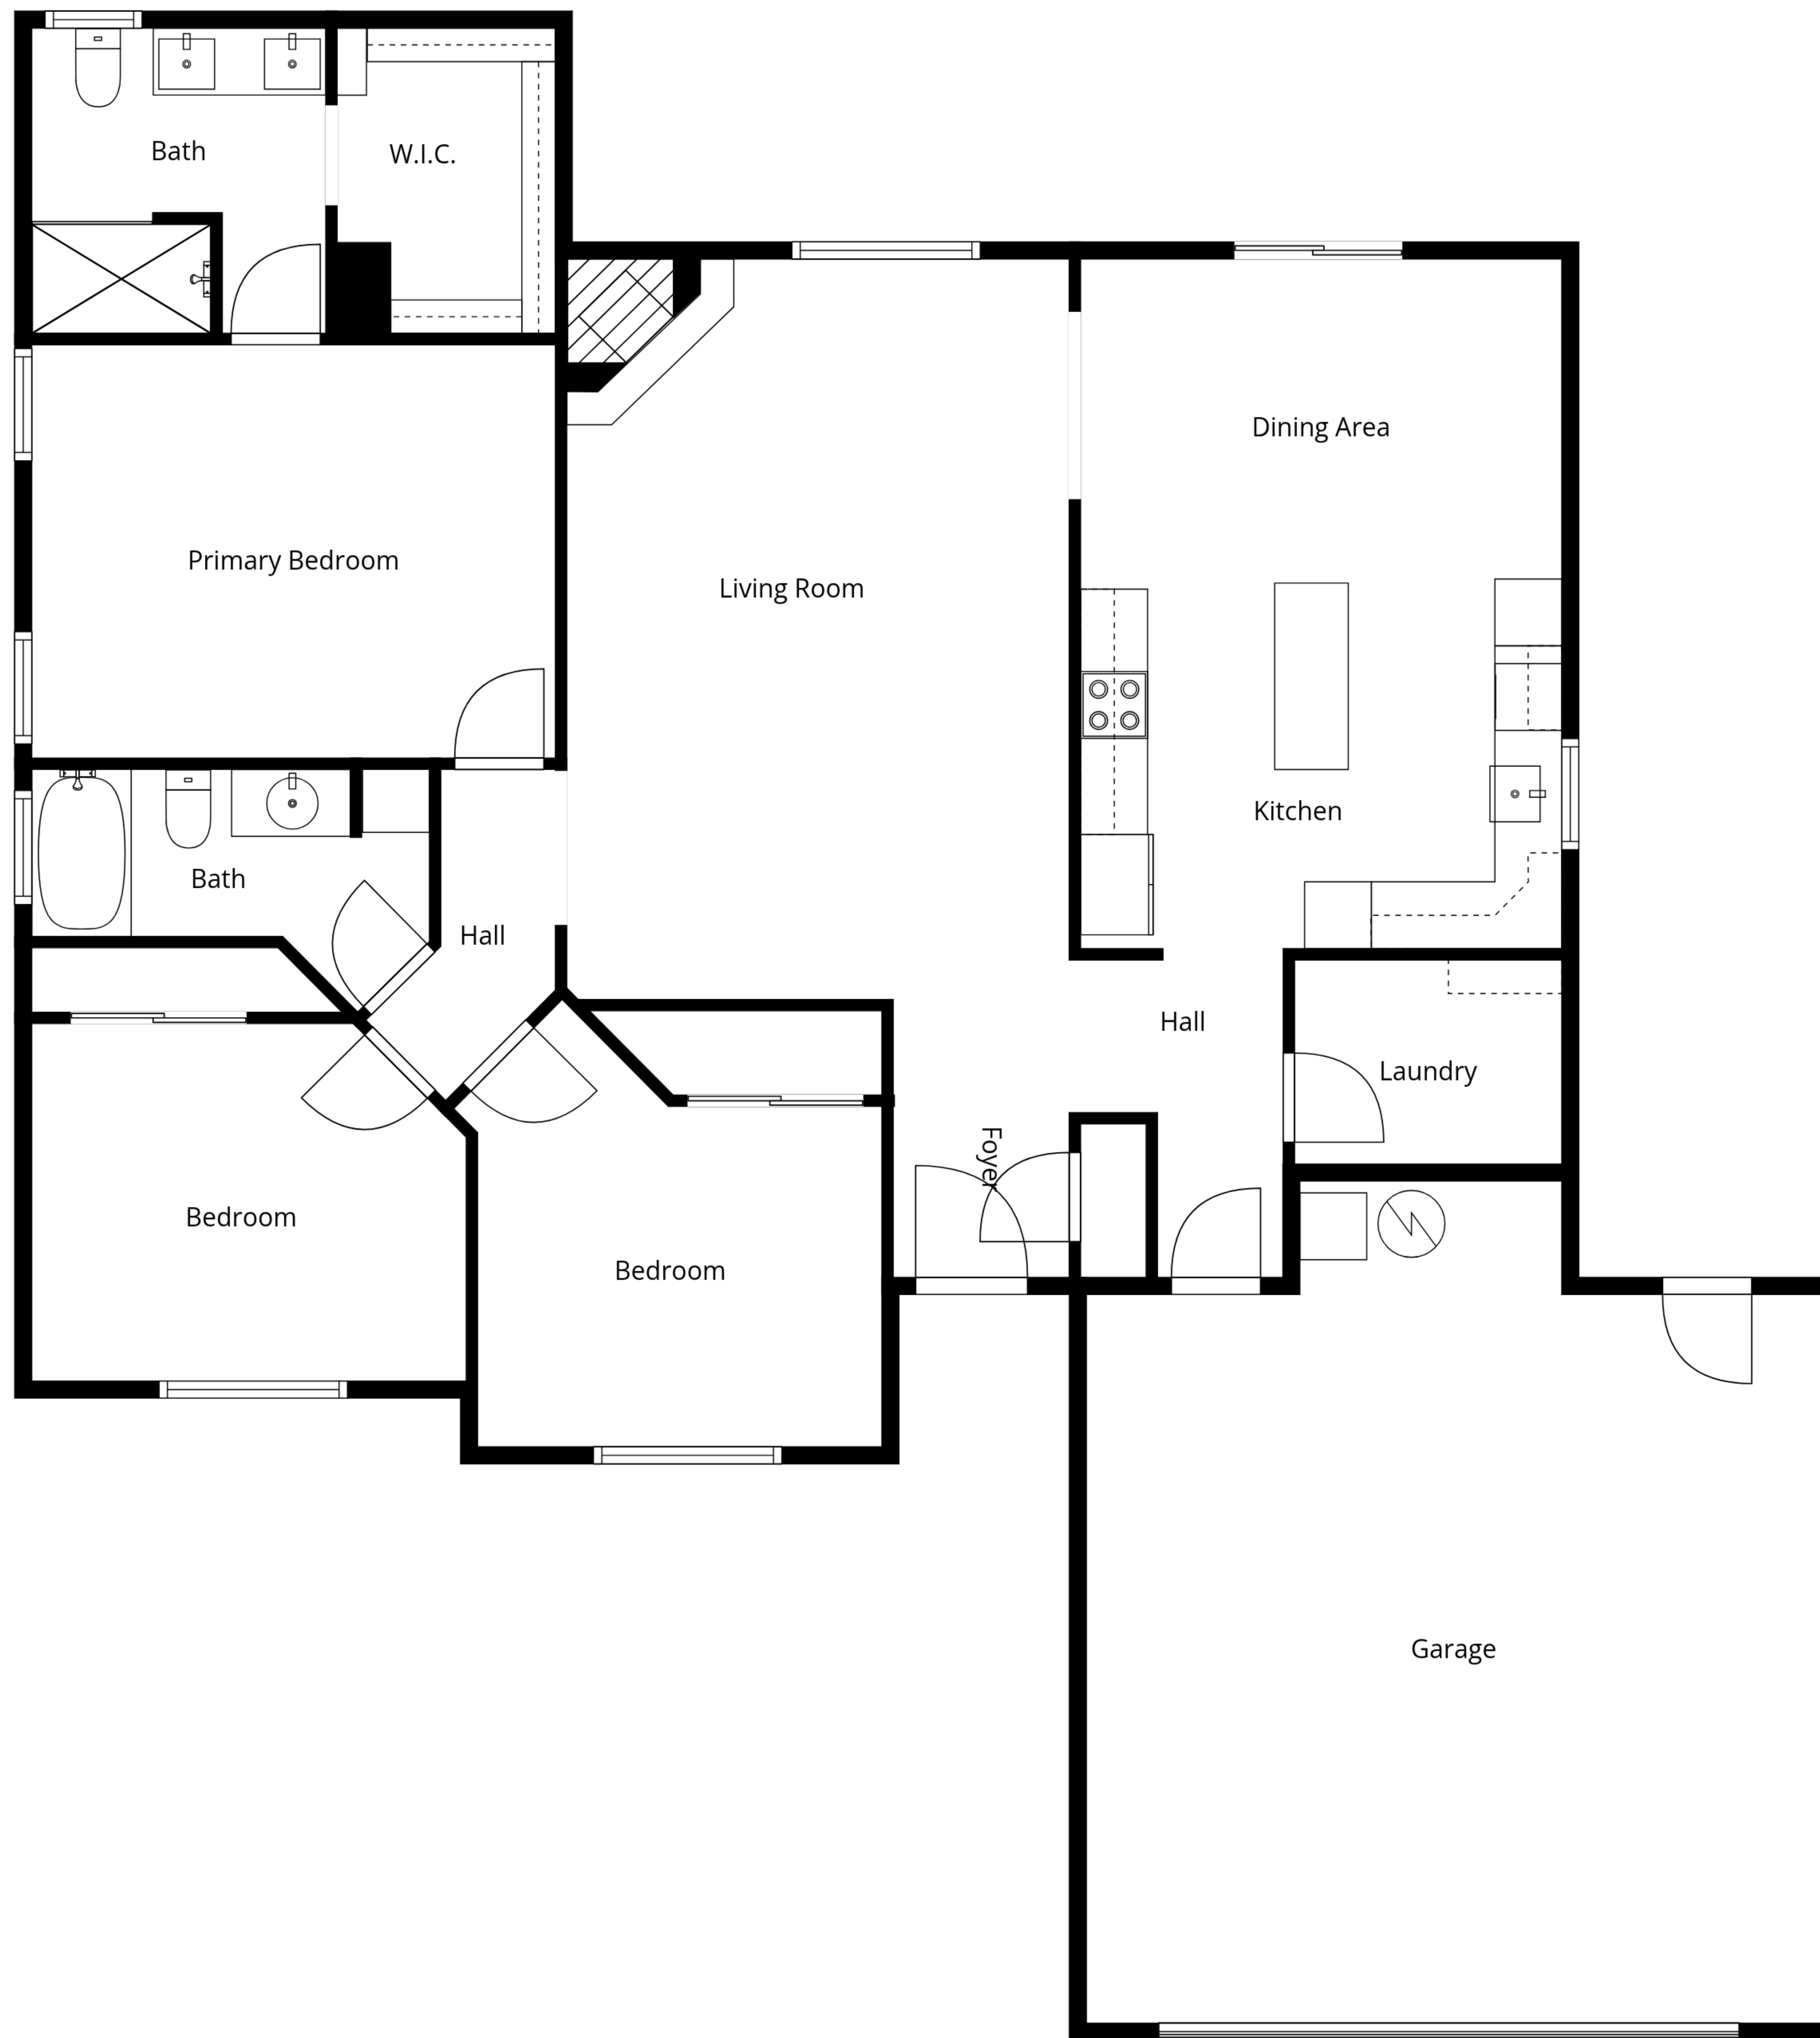 Bath
W.I.C.
Dining Area
Primary Bedroom
Living Room
Kitchen
Bath
Hall
Hall
Laundry
Foyer
Bedroom
Bedroom
Garage